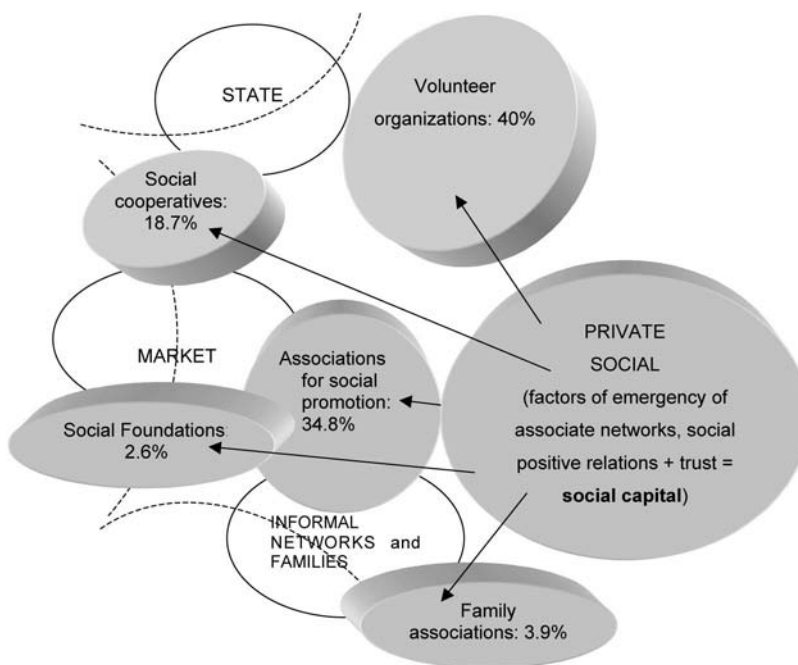 STATE
Volunteer
organizations: 40%
Social
cooperatives:
18.7%
MARKET
Associations
for social
promotion:
34.8%
PRIVATE
SOCIAL
(factors of emergency of
associate networks, social
positive relations + trust =
social capital)
Social Foundations:
2.6%
INFORMAL
NETWORKS and
FAMILIES
Family
associations: 3.9%